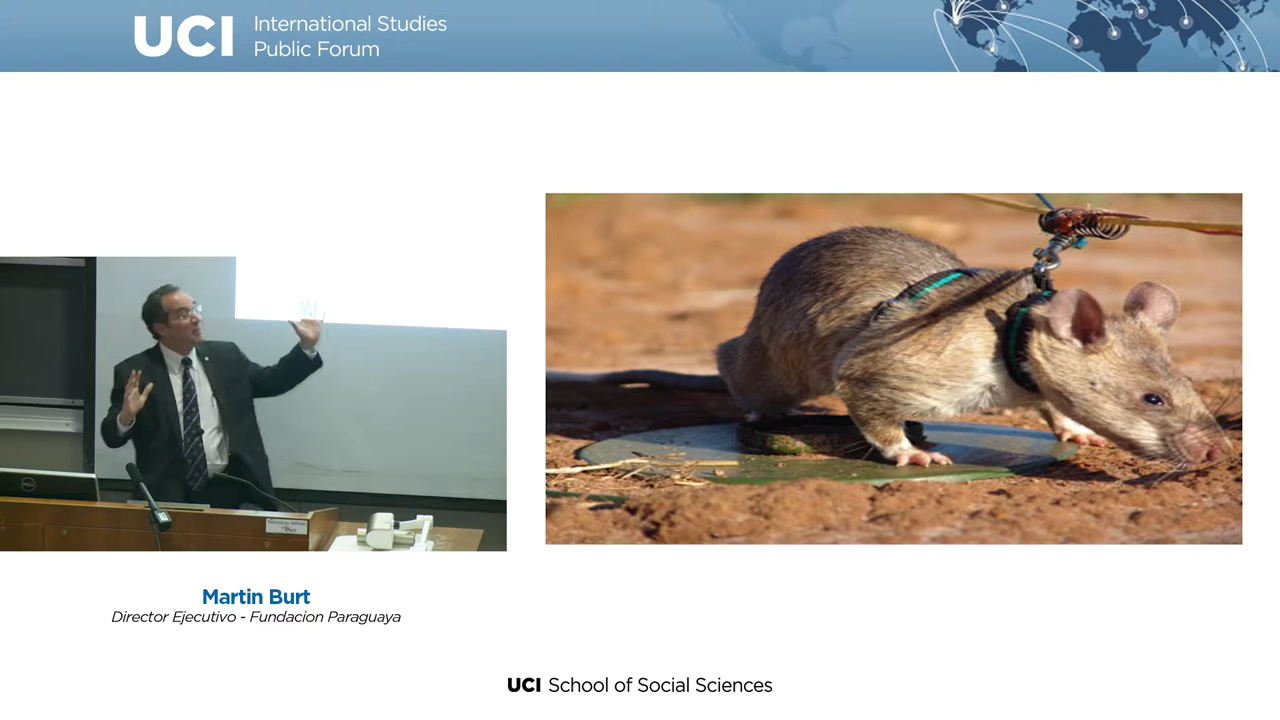 UCI International Studies
Public Forum
Martin Burt
Director Ejecutivo - Fundacion Paraguaya
UCI School of Social Sciences